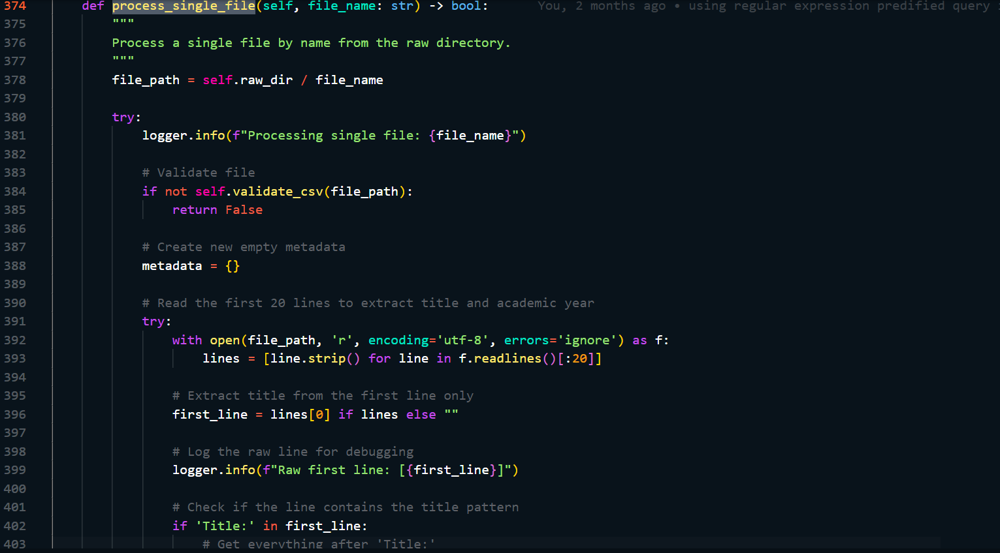 374 def process_single_file(self, file_name: str) -> bool: You, 2 months ago • using regular expression predified query
375 """
376 Process a single file by name from the raw directory.
377 """
378 file_path = self.raw_dir / file_name
379
380 try:
381 logger.info(f"Processing single file: {file_name}")
382
383 # Validate file
384 if not self.validate_csv(file_path):
385 return False
386
387 # Create new empty metadata
388 metadata = {}
389
390 # Read the first 20 lines to extract title and academic year
391 try:
392 with open(file_path, 'r', encoding='utf-8', errors='ignore') as f:
393 lines = [line.strip() for line in f.readlines()[:20]]
394
395 # Extract title from the first line only
396 first_line = lines[0] if lines else ""
397
398 # Log the raw line for debugging
399 logger.info(f"Raw first line: [{first_line}]")
400
401 # Check if the line contains the title pattern
402 if 'Title:' in first_line:
403 # Get everything after 'Title:'